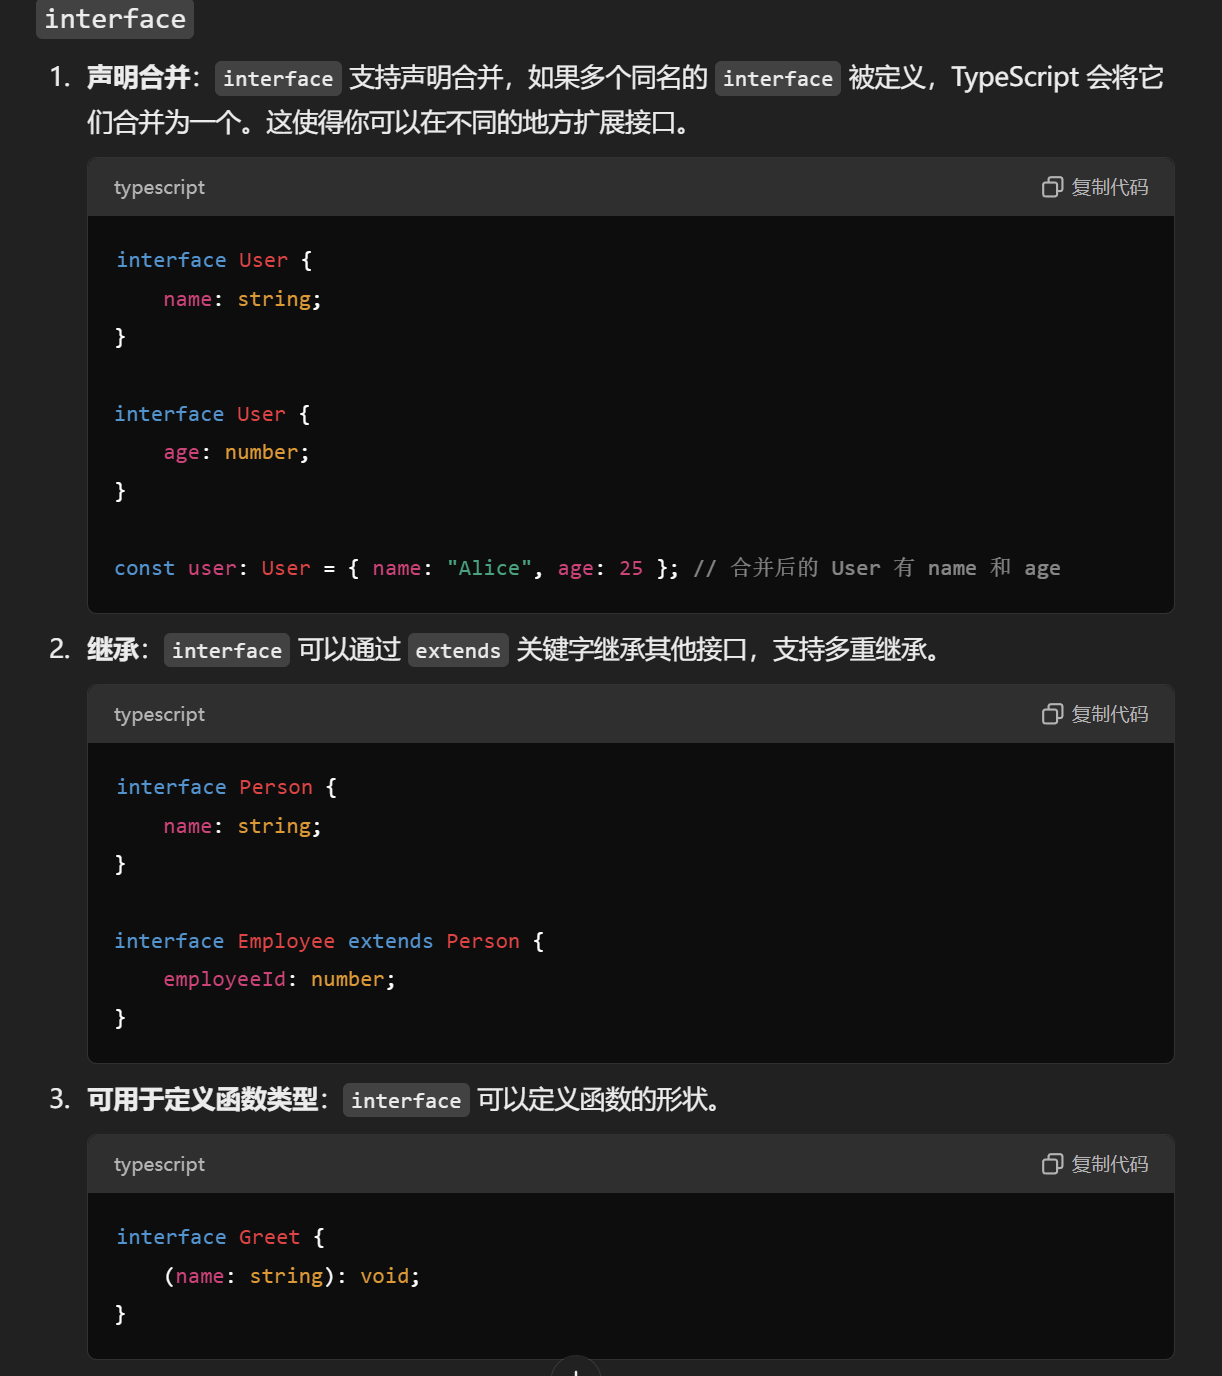 interface
1. 声明合并： interface 支持声明合并，如果多个同名的 interface 被定义，TypeScript 会将它
们合并为一个。这使得你可以在不同的地方扩展接口。
typescript 复制代码
interface User {
    name: string;
}
interface User {
    age: number;
}
const user: User = { name: "Alice", age: 25 }; // 合并后的 User 有 name 和 age
2. 继承： interface 可以通过 extends 关键字继承其他接口，支持多重继承。
typescript 复制代码
interface Person {
    name: string;
}
interface Employee extends Person {
    employeeId: number;
}
3. 可用于定义函数类型： interface 可以定义函数的形状。
typescript 复制代码
interface Greet {
    (name: string): void;
}